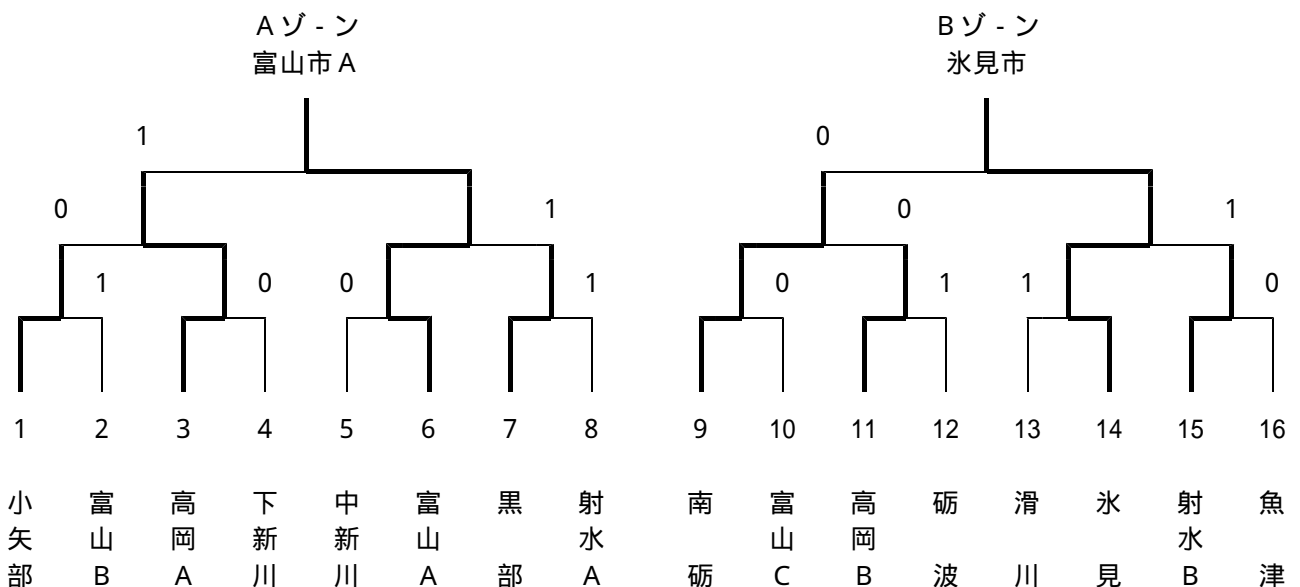 Aゾ-ン
富山市A
Bゾ-ン
氷見市
1
0
0
1
0
1
1
0
0
1
0
1
1
0
1
2
3
4
5
6
7
8
9
10
11
12
13
14
15
16
小矢部
富山B
高岡A
下新川
中新川
富山A
黒部
射水A
南砺
富山C
高岡B
砺波
滑川
氷見
射水B
魚津